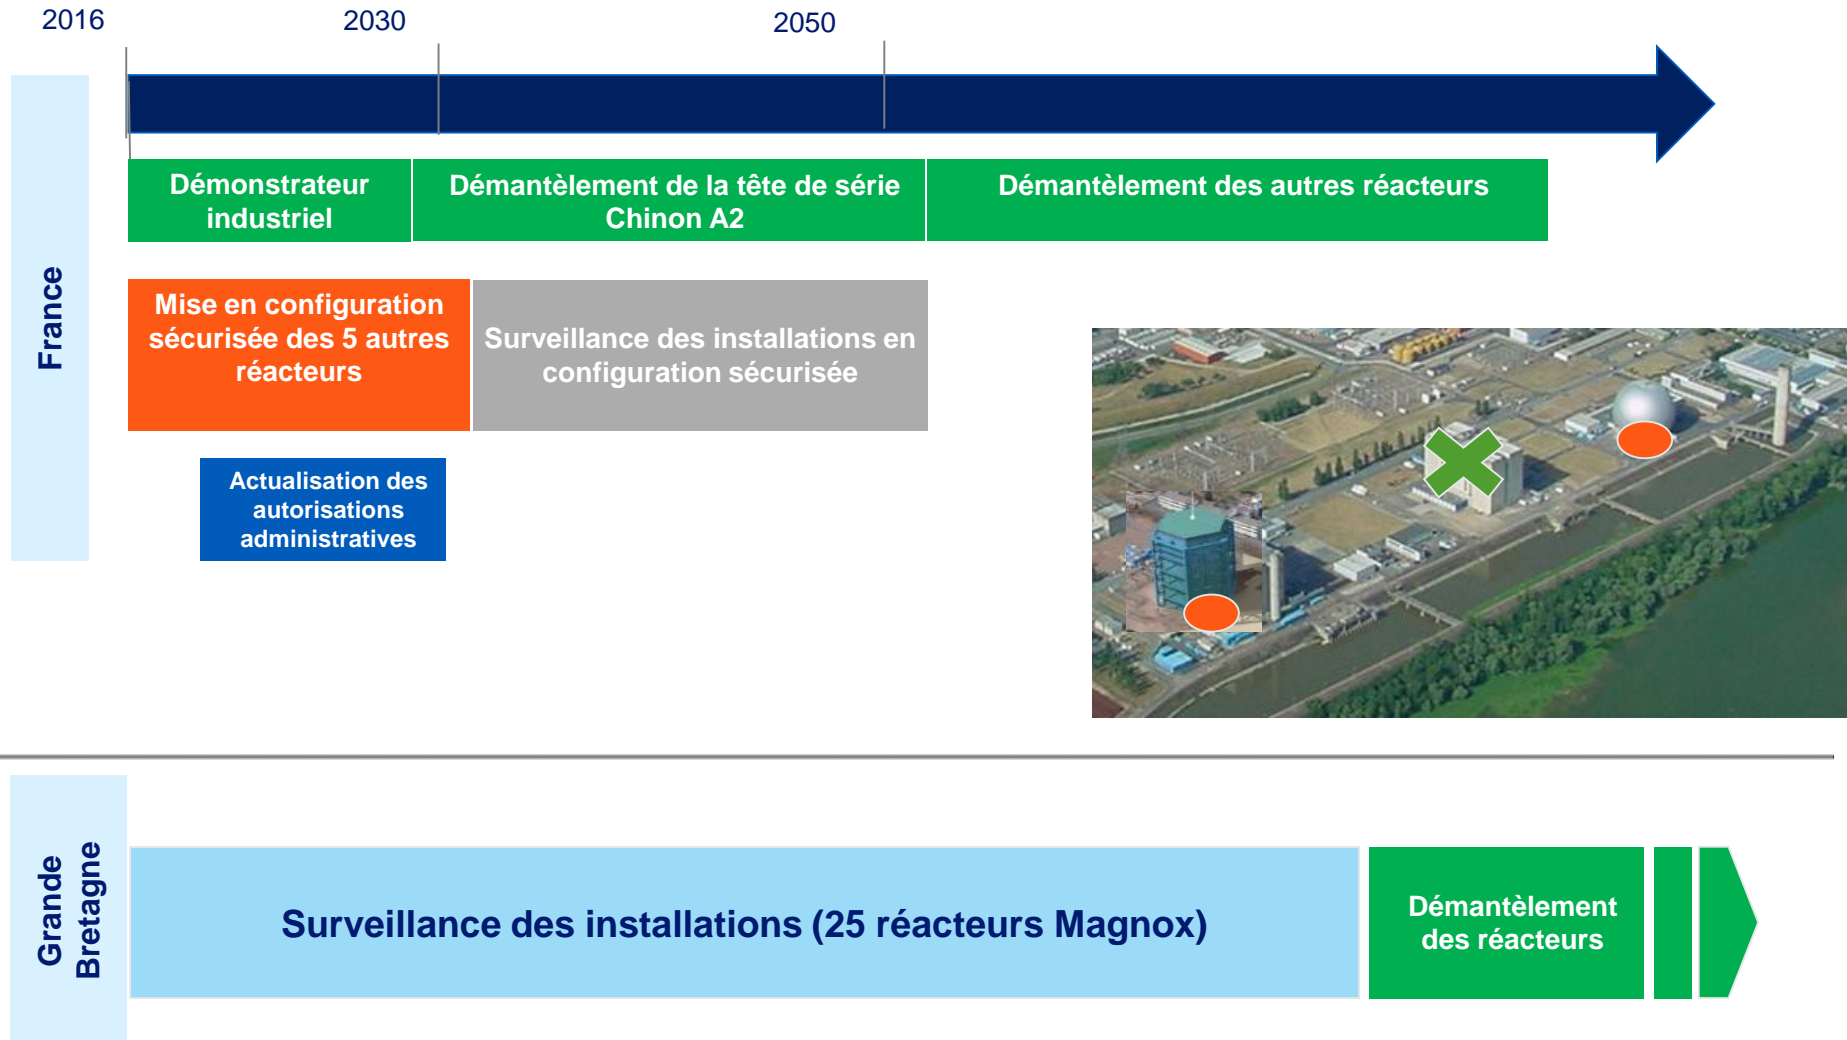 2016
2030
2050
France
Démonstrateur
industriel
Démantèlement de la tête de série
Chinon A2
Démantèlement des autres réacteurs
Mise en configuration
sécurisée des 5 autres
réacteurs
Surveillance des installations en
configuration sécurisée
Actualisation des
autorisations
administratives
Grande
Bretagne
Surveillance des installations (25 réacteurs Magnox)
Démantèlement
des réacteurs